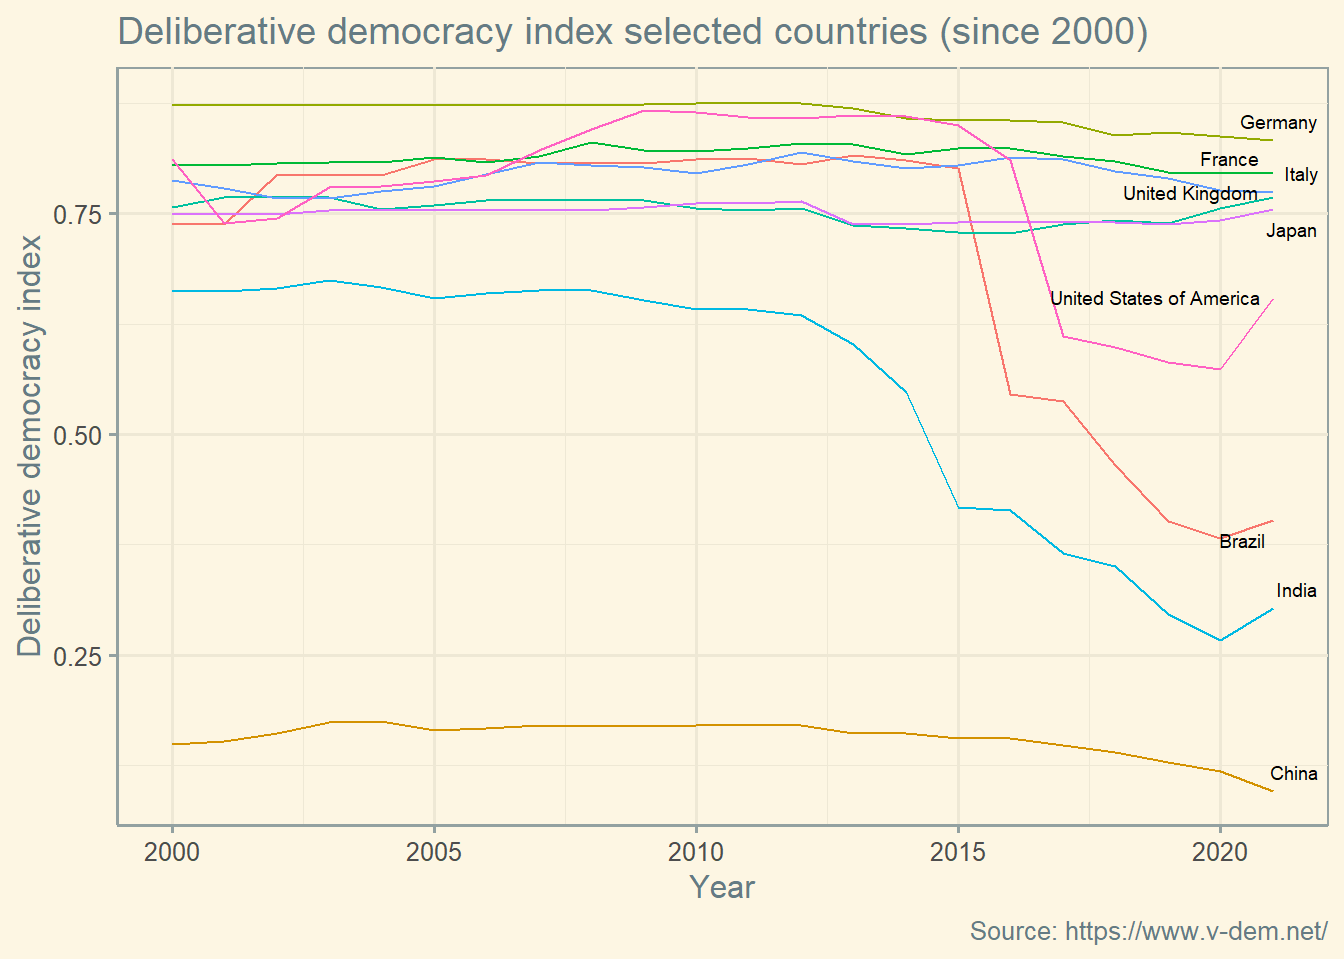 Deliberative democracy index selected countries (since 2000)
Deliberative democracy index
0.75
0.50
0.25
Germany
France
Italy
United Kingdom
Japan
United States of America
Brazil
India
China
2000 2005 2010 2015 2020
Year
Source: https://www.v-dem.net/